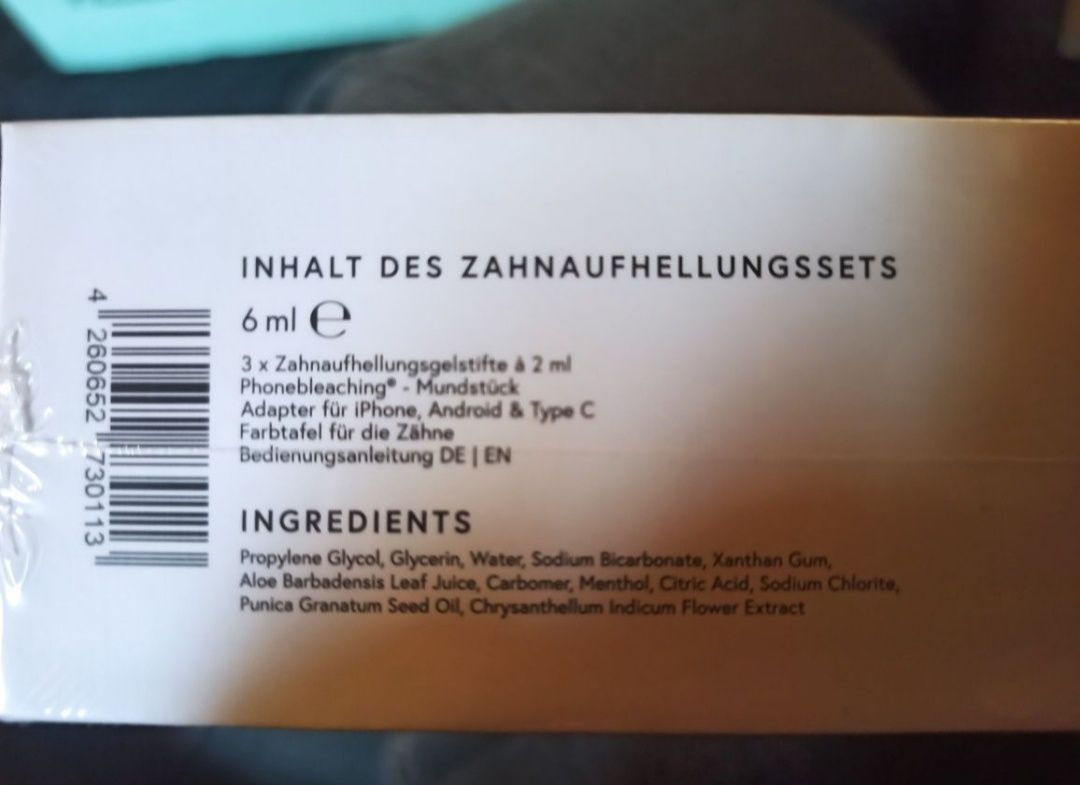 INHALT DES ZAHNAUFHELLUNGSSETS
6 ml ℮
3 x Zahnaufhellungsgelstifte à 2 ml
Phonebleaching® - Mundstück
Adapter für iPhone, Android & Type C
Farbtafel für die Zähne
Bedienungsanleitung DE | EN
INGREDIENTS
Propylene Glycol, Glycerin, Water, Sodium Bicarbonate, Xanthan Gum,
Aloe Barbadensis Leaf Juice, Carbomer, Menthol, Citric Acid, Sodium Chlorite,
Punica Granatum Seed Oil, Chrysanthellum Indicum Flower Extract
4 260652 730113